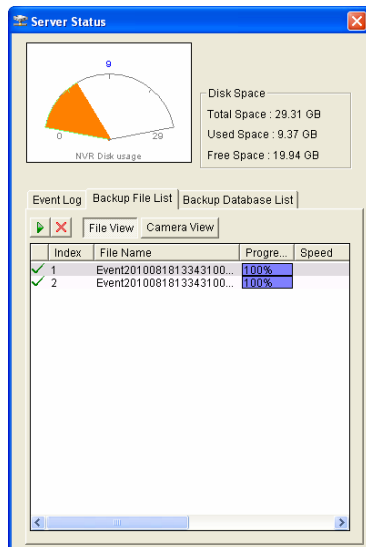 Server Status
9
0
29
NVR Disk usage
Disk Space
Total Space : 29.31 GB
Used Space : 9.37 GB
Free Space : 19.94 GB
Event Log Backup File List Backup Database List
File View Camera View
Index File Name Progre... Speed
1 Event2010081813343100... 100%
2 Event2010081813343100... 100%